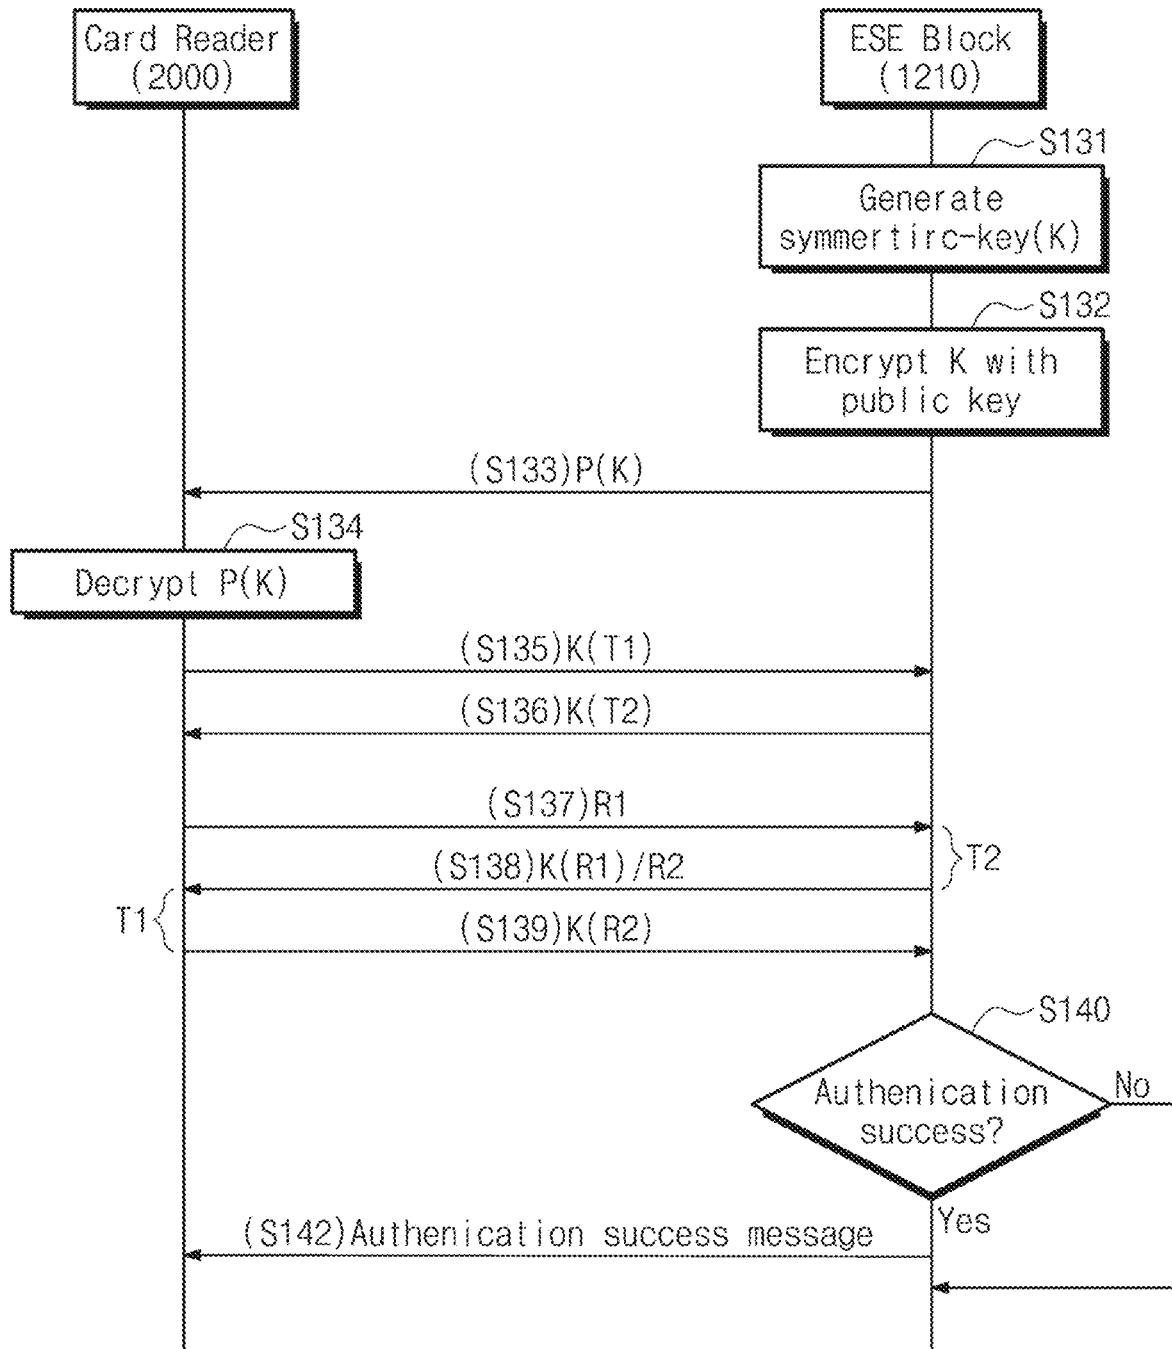 Card Reader
(2000)
ESE Block
(1210)
S131
Generate
symmertirc-key(K)
S132
Encrypt K with
public key
(S133)P(K)
S134
Decrypt P(K)
(S135)K(T1)
(S136)K(T2)
(S137)R1
(S138)K(R1)/R2
T2
T1
(S139)K(R2)
S140
Authenication
success?
No
Yes
(S142)Authenication success message